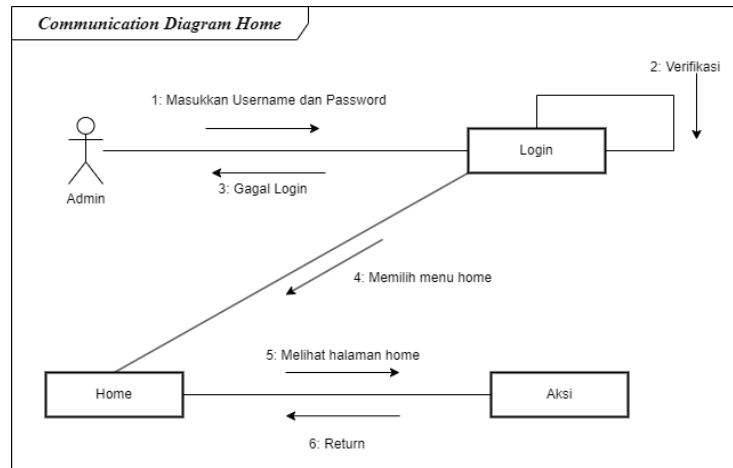 Communication Diagram Home
2: Verifikasi
1: Masukkan Username dan Password
Login
3: Gagal Login
Admin
4: Memilih menu home
5: Melihat halaman home
Home
Aksi
6: Return